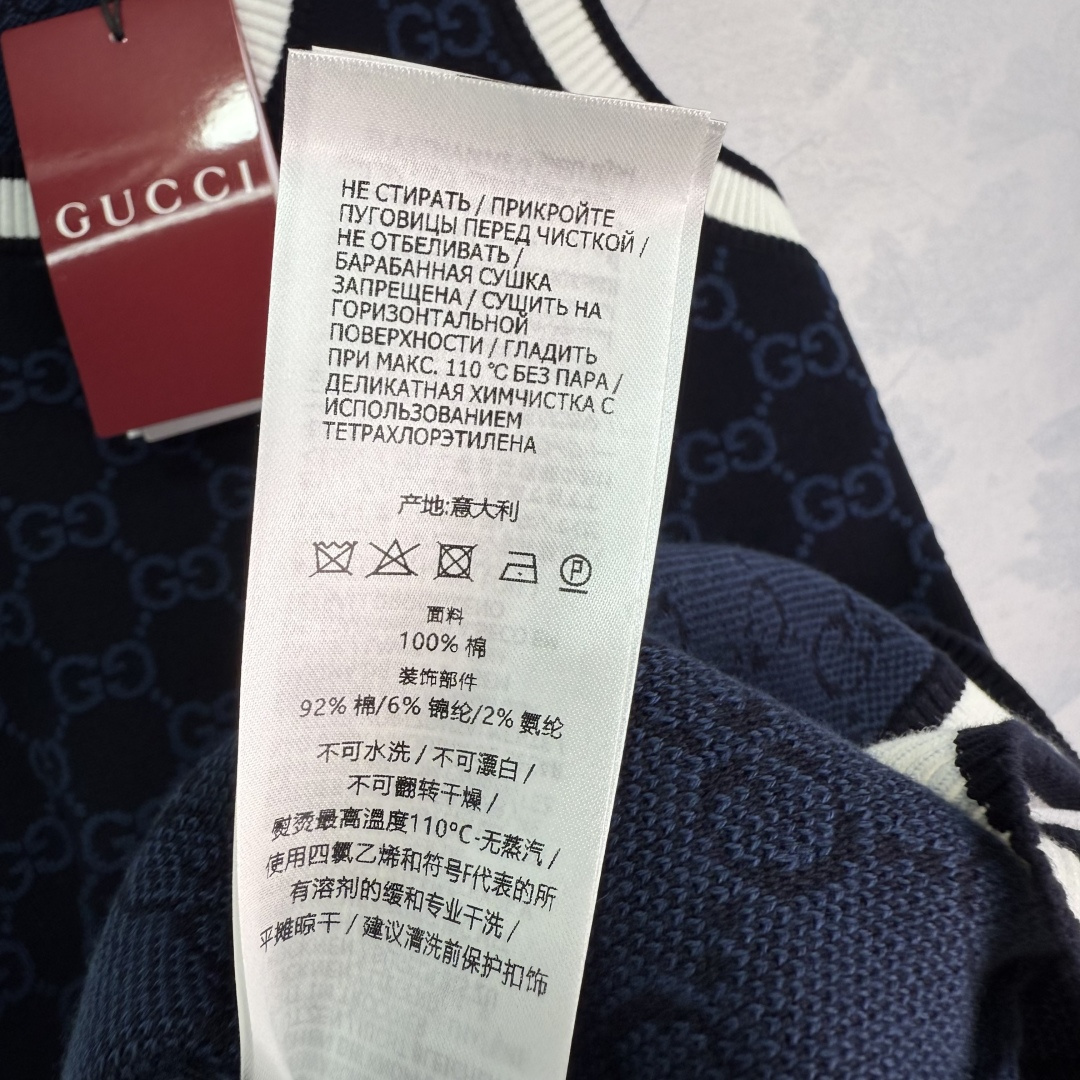 GUCCI
НЕ СТИРАТЬ / ПРИКРОЙТЕ
ПУГОВИЦЫ ПЕРЕД ЧИСТКОЙ /
НЕ ОТБЕЛИВАТЬ /
БАРАБАННАЯ СУШКА
ЗАПРЕЩЕНА / СУШИТЬ НА
ГОРИЗОНТАЛЬНОЙ
ПОВЕРХНОСТИ / ГЛАДИТЬ
ПРИ МАКС. 110 °C БЕЗ ПАРА /
ДЕЛИКАТНАЯ ХИМЧИСТКА С
ИСПОЛЬЗОВАНИЕМ
ТЕТРАХЛОРЭТИЛЕНА
产地:意大利
P
面料
100% 棉
装饰部件
92% 棉/6% 锦纶/2% 氨纶
不可水洗 / 不可漂白 /
不可翻转干燥 /
熨烫最高溫度110°C-无蒸汽 /
使用四氯乙烯和符号F代表的所
有溶剂的缓和专业干洗 /
平摊晾干 / 建议清洗前保护扣饰